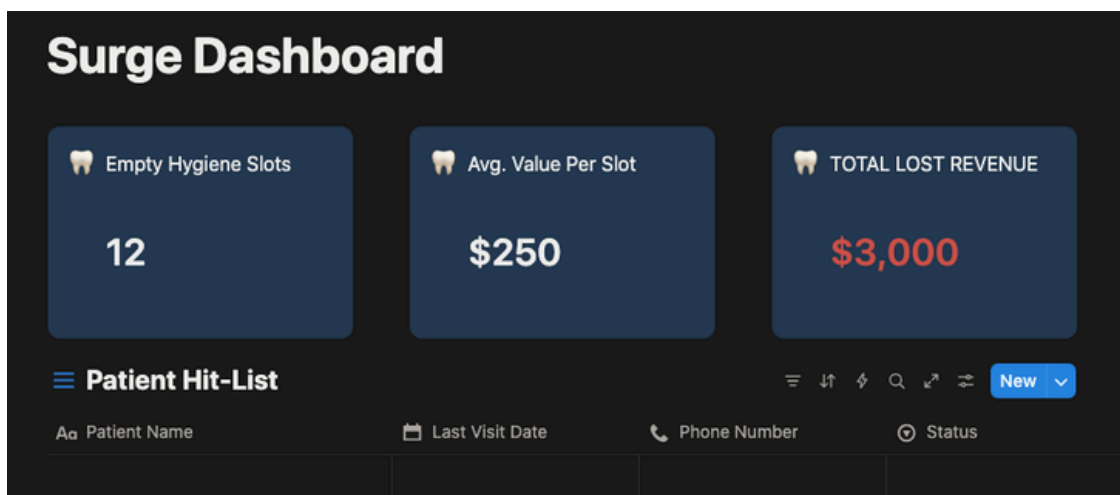 Surge Dashboard
Empty Hygiene Slots
Avg. Value Per Slot
TOTAL LOST REVENUE
12
$250
$3,000
Patient Hit-List
New
Aa Patient Name
Last Visit Date
Phone Number
Status